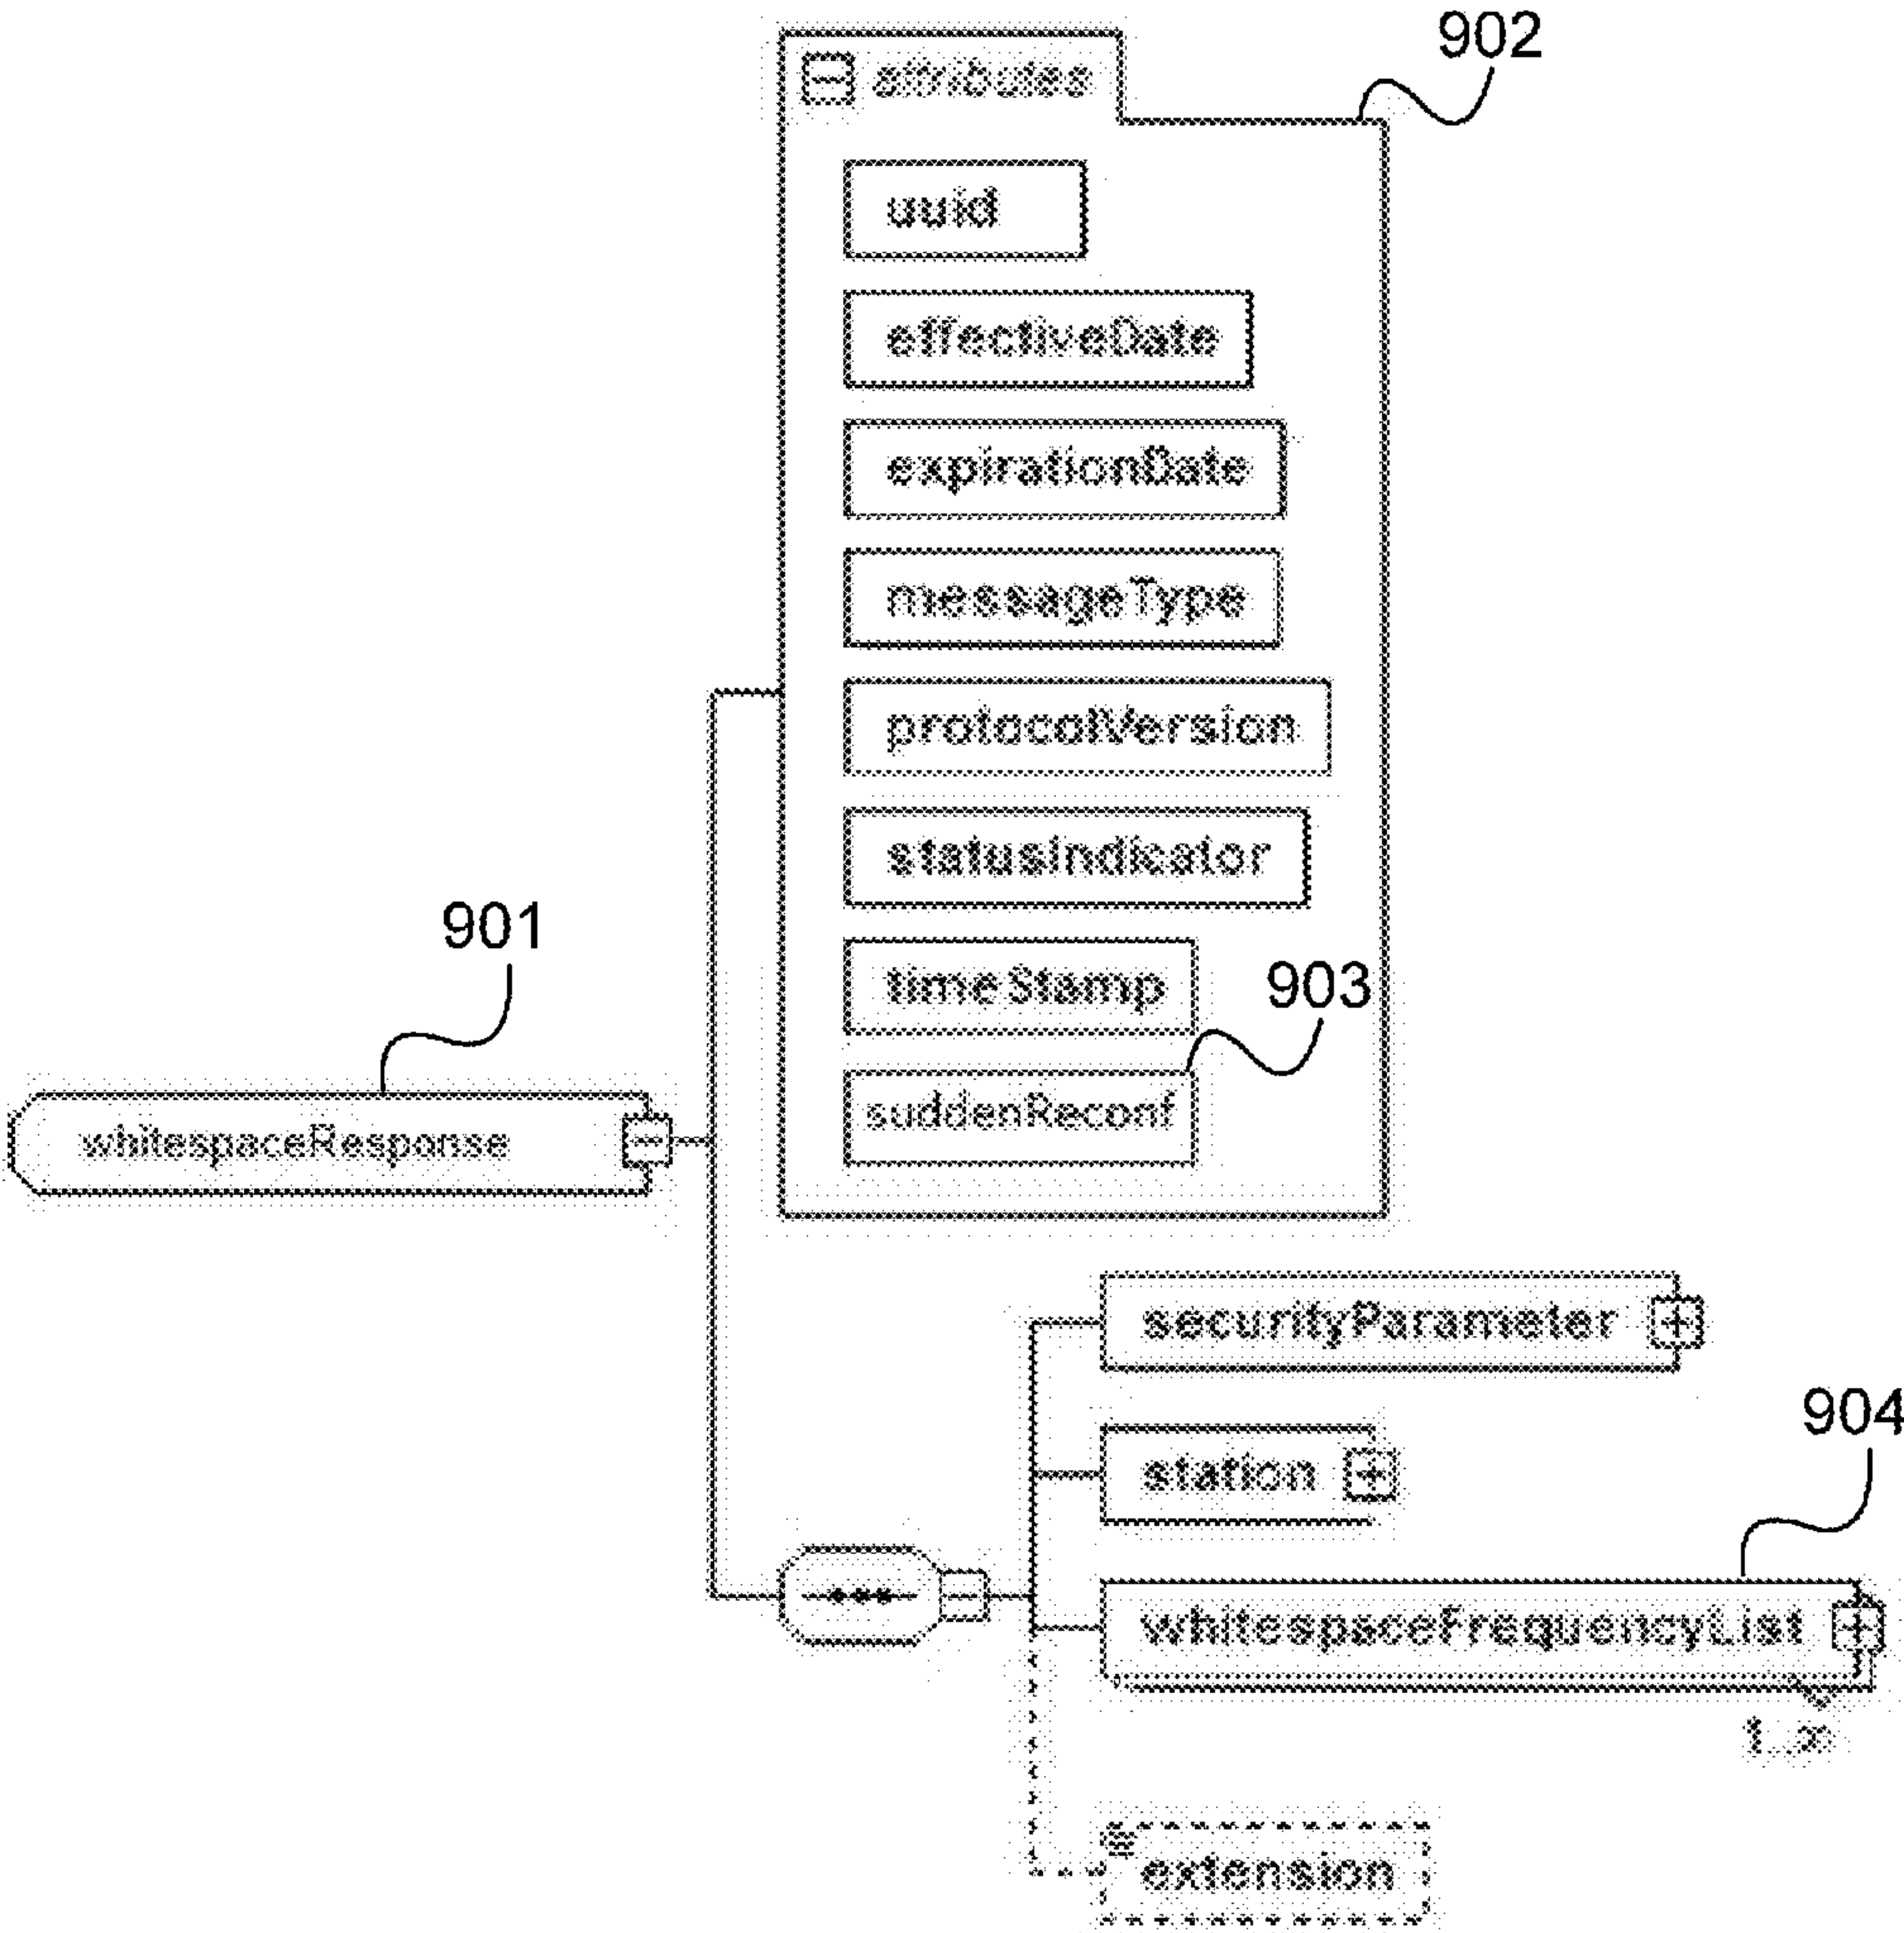 902
attributes
uuid
effectiveDate
expirationDate
messageType
protocolVersion
statusIndicator
timeStamp
903
suddenReconf
901
whitespaceResponse
securityParameter
station
904
whitespaceFrequencyList
1..∞
extension